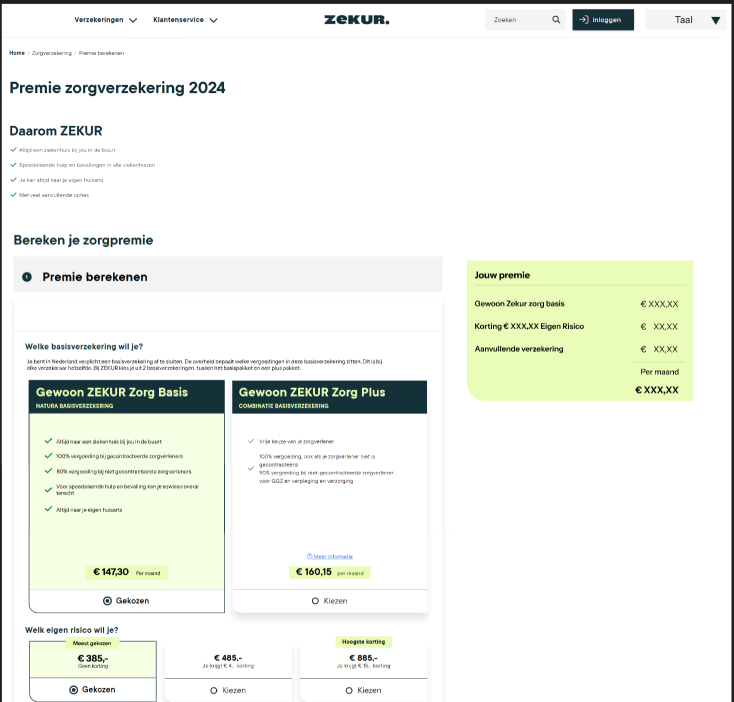 Verzekeringen
Klantenservice
ZEKUR.
Zoeken
Inloggen
Taal
Home / Zorgverzekering / Premie berekenen
Premie zorgverzekering 2024
Daarom ZEKUR
Altijd een ziekenhuis bij jou in de buurt
Spoedeisende hulp en bevallingen in alle ziekenhuizen
Je kan altijd naar je eigen huisarts
Met veel aanvullende opties
Bereken je zorgpremie
1 Premie berekenen
Welke basisverzekering wil je?
Je bent in Nederland verplicht een basisverzekering af te sluiten. De overheid bepaalt welke vergoedingen in deze basisverzekering zitten. Dit is bij
elke verzekeraar hetzelfde. Bij ZEKUR kies je uit 2 basisverzekeringen: tussen het basispakket en een plus pakket.
Gewoon ZEKUR Zorg Basis
NATURA BASISVERZEKERING
Altijd naar een ziekenhuis bij jou in de buurt
100% vergoeding bij gecontracteerde zorgverleners
80% vergoeding bij niet gecontracteerde zorgverleners
Voor spoedeisende hulp en bevalling kan je sowieso overal
terecht
Altijd naar je eigen huisarts
€ 147,30 Per maand
Gekozen
Gewoon ZEKUR Zorg Plus
COMBINATIE BASISVERZEKERING
Vrije keuze van je zorgverlener
100% vergoeding, ook als je zorgverlener niet is
gecontracteerd
90% vergoeding bij niet-gecontracteerde zorgverlener
voor GGZ en verpleging en verzorging
Meer informatie
€ 160,15 per maand
Kiezen
Welk eigen risico wil je?
Meest gekozen
€ 385,-
Geen korting
Gekozen
€ 485,-
Je krijgt € 4,- korting
Kiezen
Hoogste korting
€ 885,-
Je krijgt € 15,- korting
Kiezen
Jouw premie
Gewoon Zekur zorg basis € XXX,XX
Korting € XXX,XX Eigen Risico € XX,XX
Aanvullende verzekering € XX,XX
Per maand
€ XXX,XX